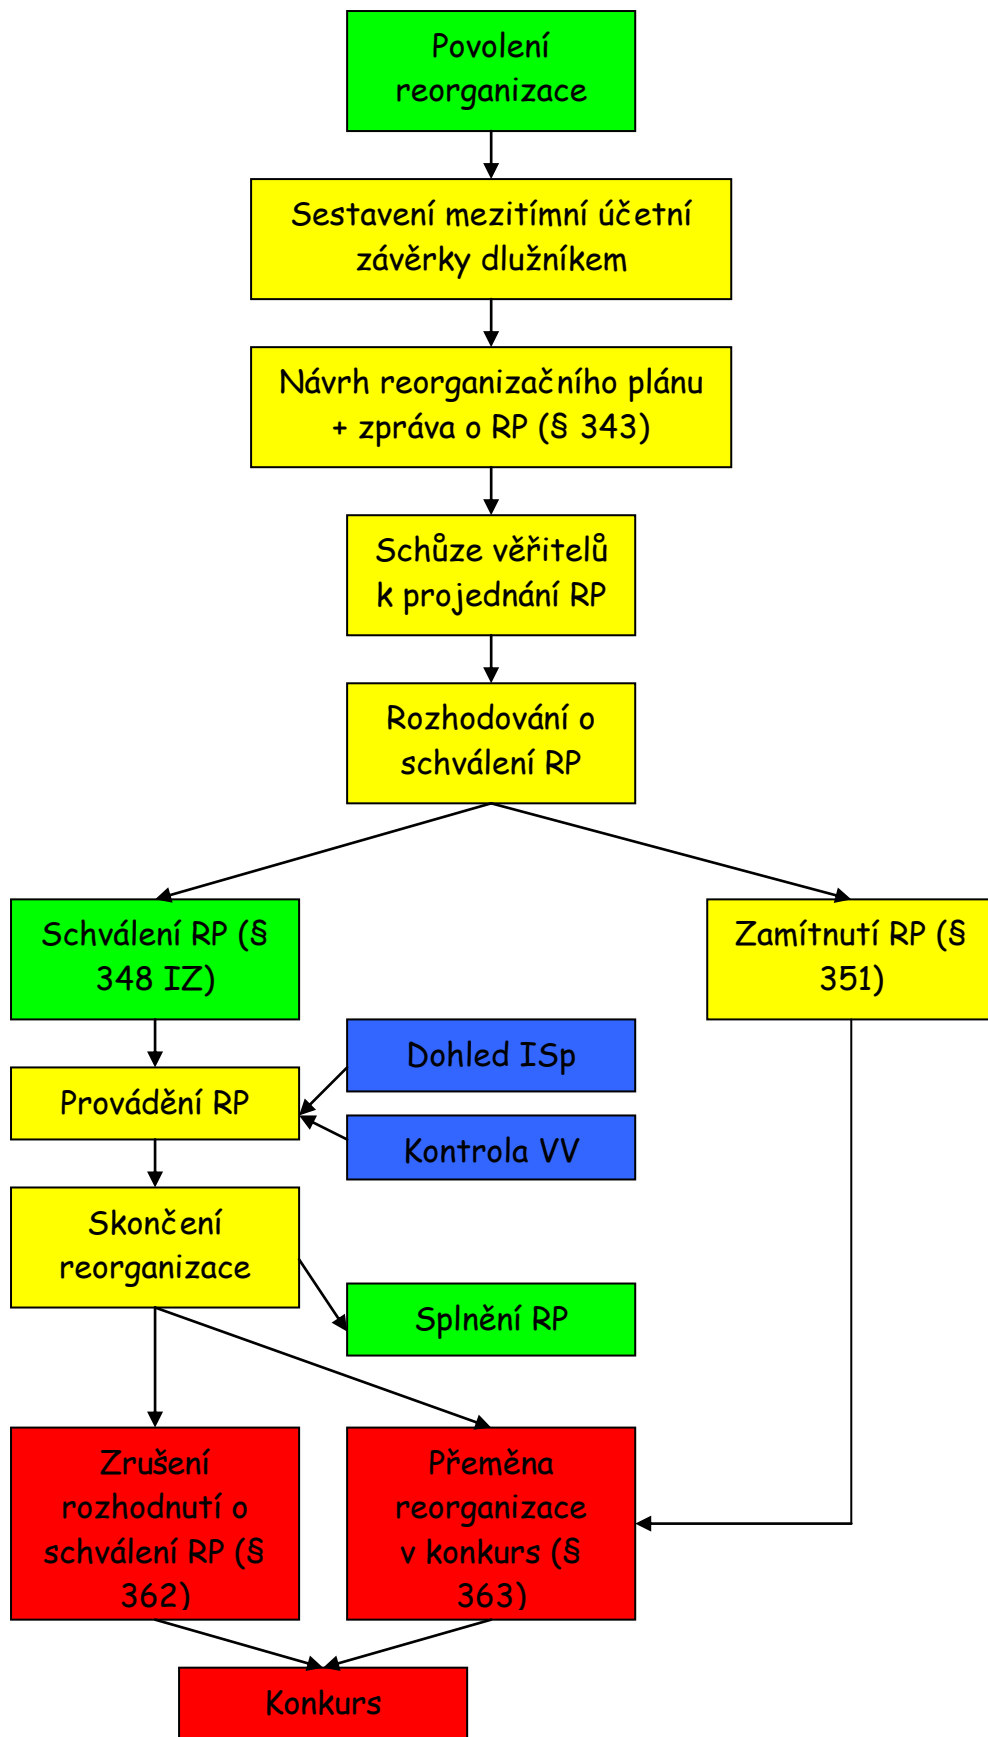 Povolení
reorganizace
Sestavení mezitímní účetní
závěrky dlužníkem
Návrh reorganizačního plánu
+ zpráva o RP (§ 343)
Schůze věřitelů
k projednání RP
Rozhodování o
schválení RP
Schválení RP (§
348 IZ)
Zamítnutí RP (§
351)
Dohled ISp
Provádění RP
Kontrola VV
Skončení
reorganizace
Splnění RP
Zrušení
rozhodnutí o
schválení RP (§
362)
Přeměna
reorganizace
v konkurs (§
363)
Konkurs